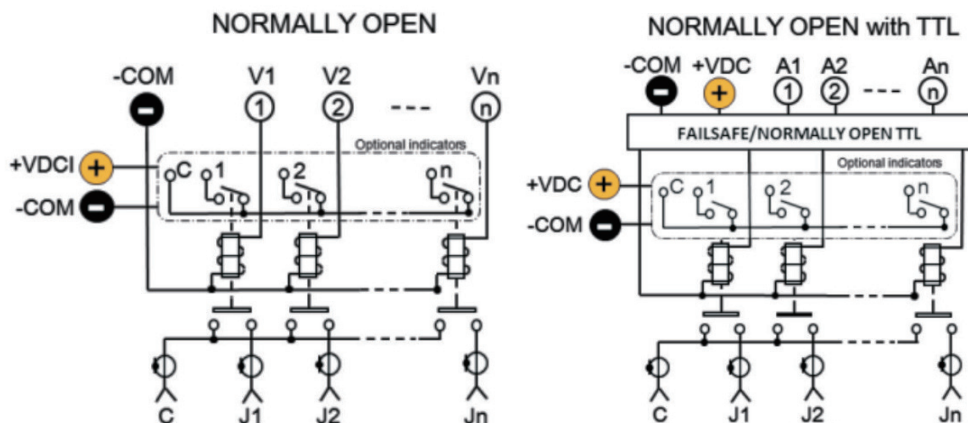 NORMALLY OPEN
-COM V1 V2 Vn
- 1 2 n
Optional indicators
+VDCI +
C 1 2 n
-COM -
C J1 J2 Jn
NORMALLY OPEN with TTL
-COM +VDC A1 A2 An
- + 1 2 n
FAILSAFE/NORMALLY OPEN TTL
Optional indicators
+VDC +
C 1 2 n
-COM -
C J1 J2 Jn